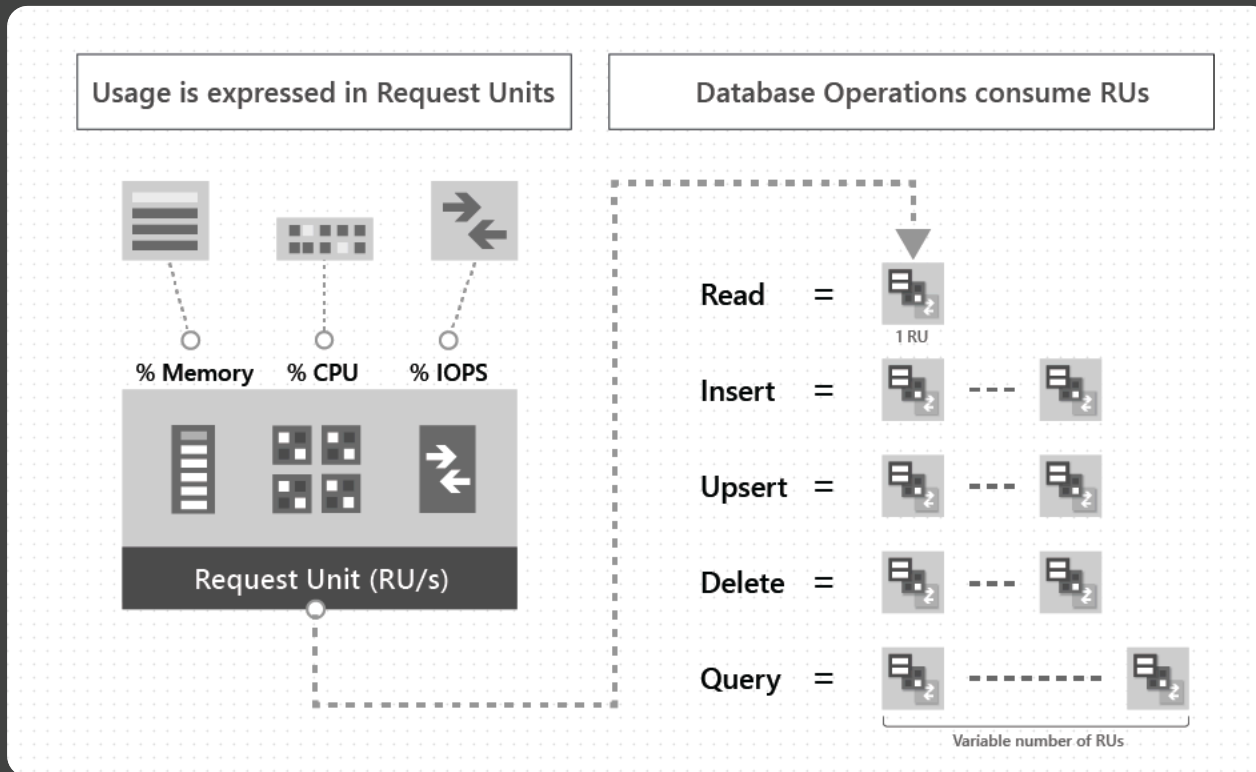 Usage is expressed in Request Units
Database Operations consume RUs
% Memory
% CPU
% IOPS
Request Unit (RU/s)
Read =
1 RU
Insert =
Upsert =
Delete =
Query =
Variable number of RUs